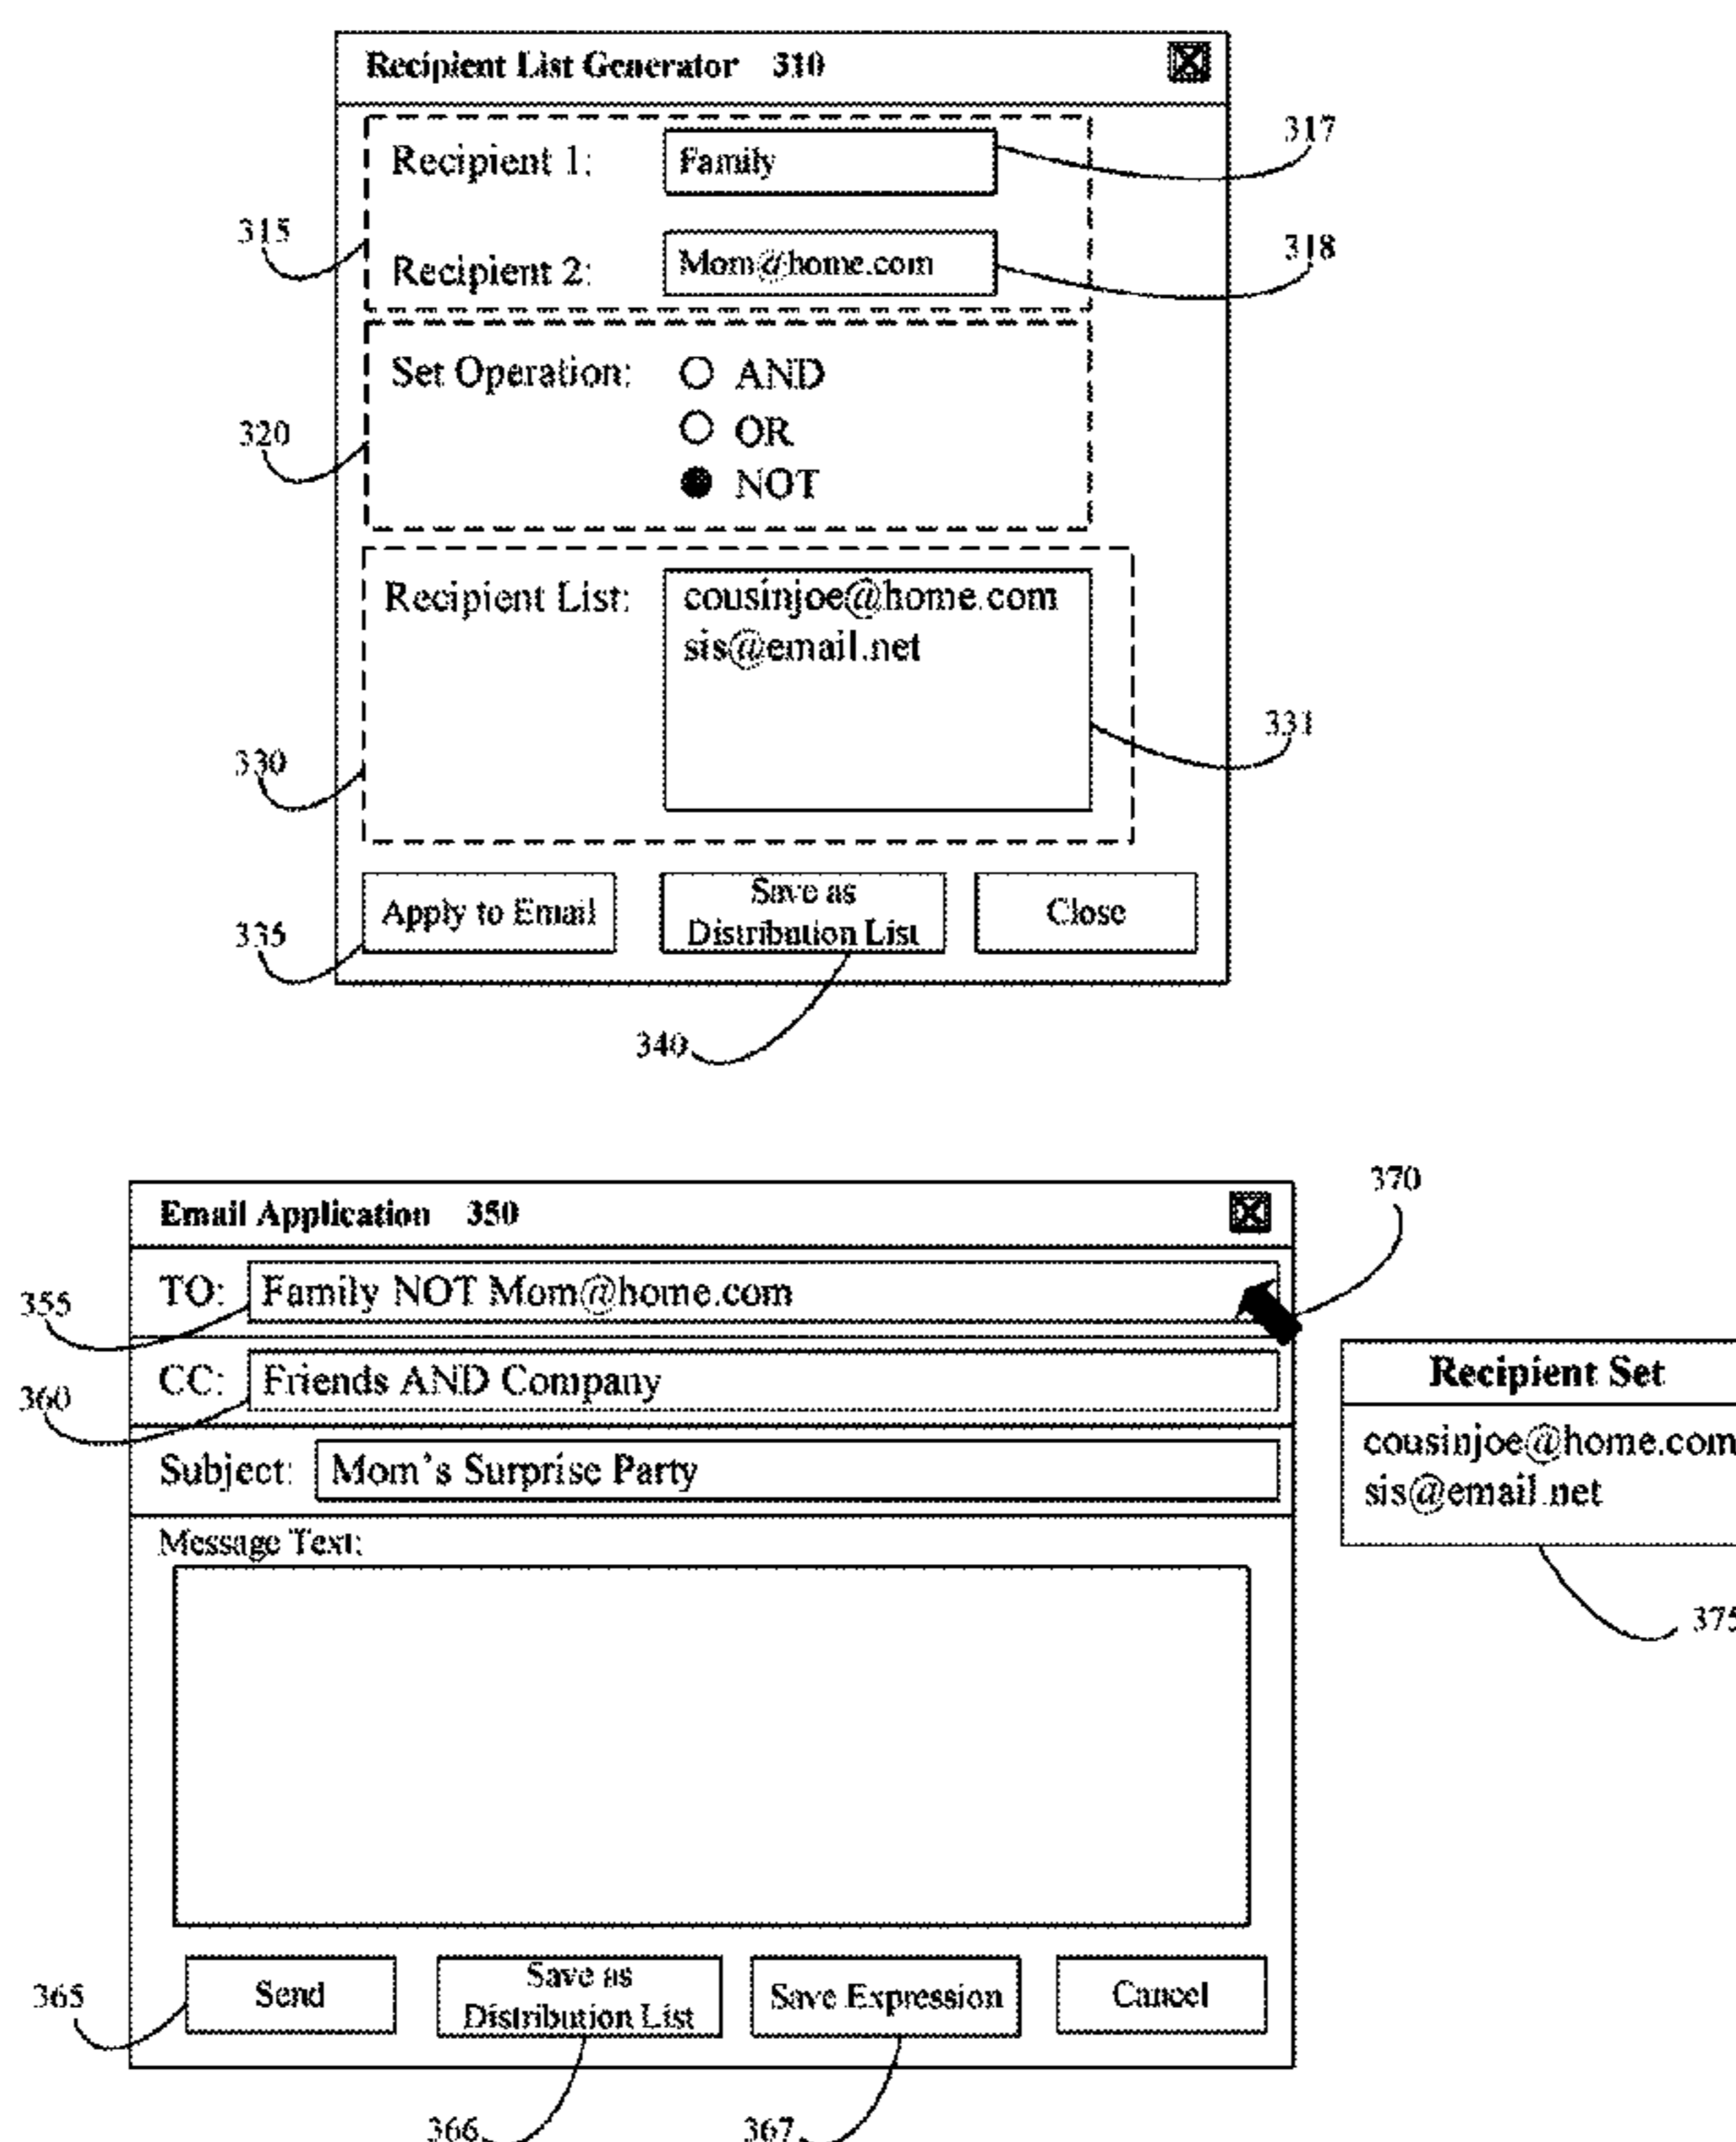 Recipient List Generator 310
317
Recipient 1: Family
315
318
Recipient 2: Mom@home.com
Set Operation: AND
320
OR
NOT
Recipient List: cousinjoe@home.com
sis@email.net
331
330
Apply to Email
Save as
Distribution List
Close
335
340
370
Email Application 350
355
TO: Family NOT Mom@home.com
360
CC: Friends AND Company
Recipient Set
cousinjoe@home.com
sis@email.net
Subject: Mom's Surprise Party
Message Text:
375
365
Send
Save as
Distribution List
Save Expression
Cancel
366
367